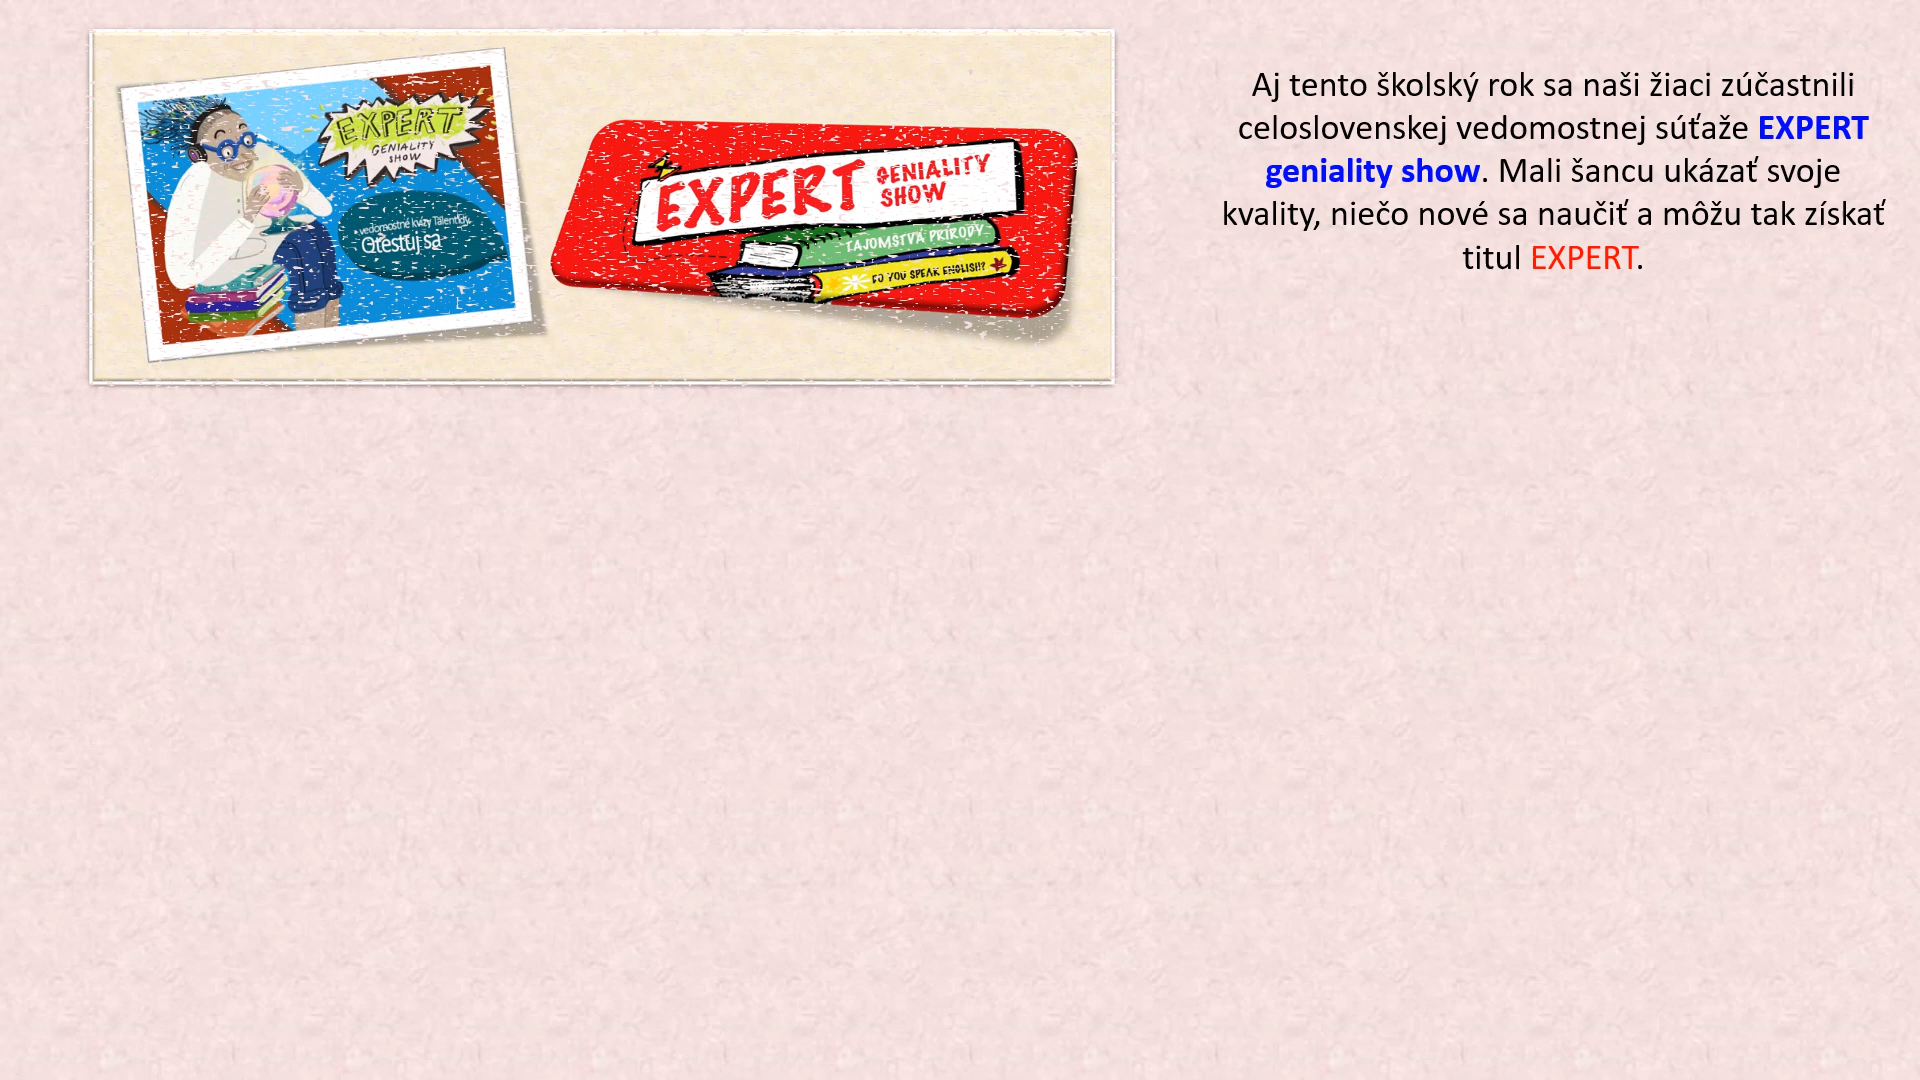 EXPERT
GENIALITY
SHOW
vedomostné kvízy Talentidy
Otestuj sa
EXPERT GENIALITY
SHOW
TAJOMSTVÁ PRÍRODY
DO YOU SPEAK ENGLISH?
Aj tento školský rok sa naši žiaci zúčastnili
celoslovenskej vedomostnej súťaže EXPERT
geniality show. Mali šancu ukázať svoje
kvality, niečo nové sa naučiť a môžu tak získať
titul EXPERT.